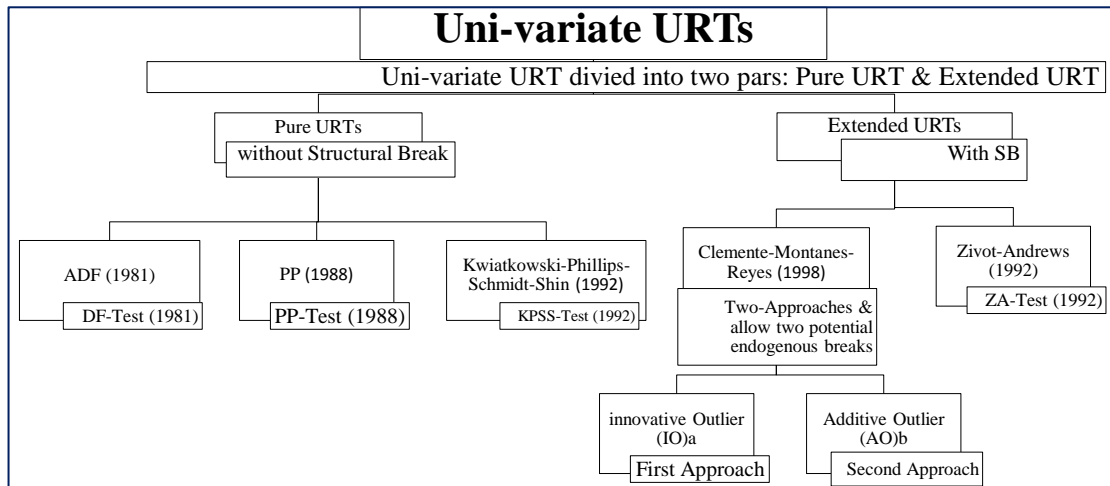 Uni-variate URTs
Uni-variate URT divied into two pars: Pure URT & Extended URT
Pure URTs
without Structural Break
Extended URTs
With SB
ADF (1981)
DF-Test (1981)
PP (1988)
PP-Test (1988)
Kwiatkowski-Phillips-
Schmidt-Shin (1992)
KPSS-Test (1992)
Clemente-Montanes-
Reyes (1998)
Two-Approaches &
allow two potential
endogenous breaks
Zivot-Andrews
(1992)
ZA-Test (1992)
innovative Outlier
(IO)a
First Approach
Additive Outlier
(AO)b
Second Approach